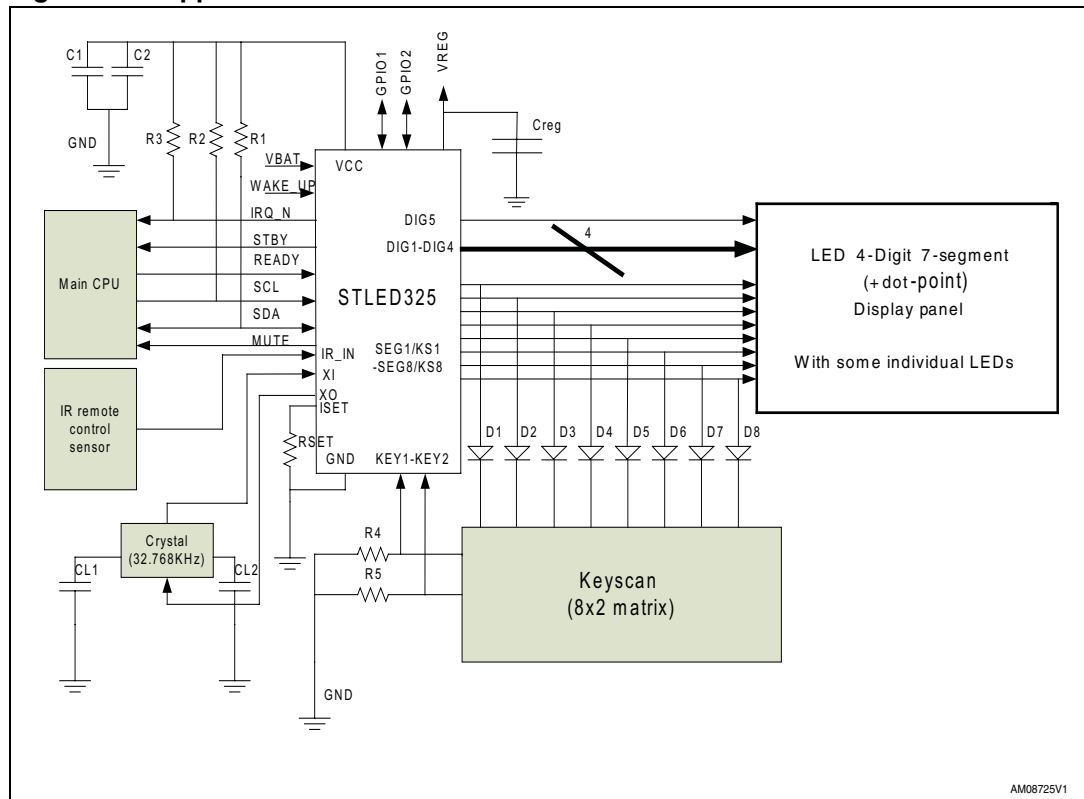 C1
C2
GND
R3
R2
R1
GPIO1
GPIO2
VREG
Creg
VBAT
WAKE_UP
VCC
IRQ_N
STBY
READY
SCL
SDA
MUTE
Main CPU
STLED325
DIG5
DIG1-DIG4
4
SEG1/KS1
-SEG8/KS8
IR_IN
XI
XO
ISET
RSET
GND
KEY1-KEY2
LED 4-Digit 7-segment
(+dot-point)
Display panel
With some individual LEDs
IR remote
control
sensor
D1
D2
D3
D4
D5
D6
D7
D8
Crystal
(32.768KHz)
CL1
CL2
R4
R5
GND
Keyscan
(8x2 matrix)
AM08725V1